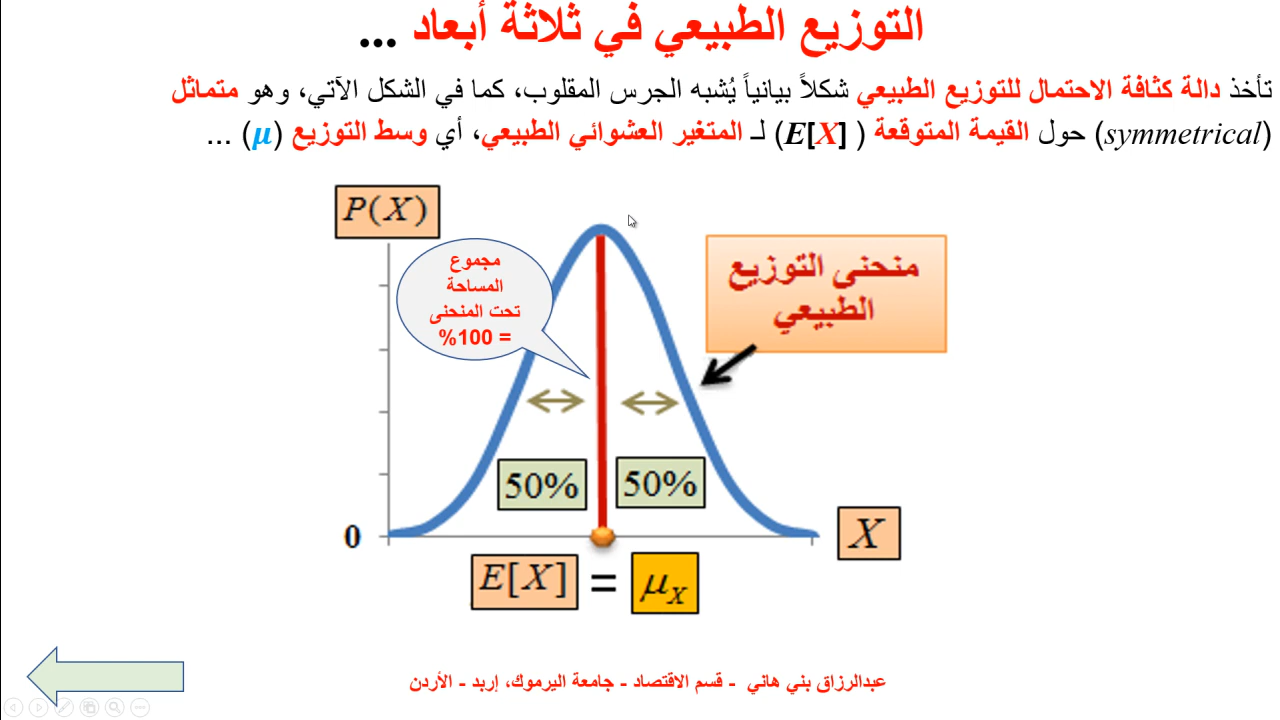 التوزيع الطبيعي في ثلاثة أبعاد ...
تأخذ دالة كثافة الاحتمال للتوزيع الطبيعي شكلاً بيانياً يُشبه الجرس المقلوب، كما في الشكل الآتي، وهو متماثل
(symmetrical) حول القيمة المتوقعة (E[X]) لـ المتغير العشوائي الطبيعي، أي وسط التوزيع (μ) ...
P(X)
مجموع
المساحة
تحت المنحنى
= 100%
منحنى التوزيع
الطبيعي
50%
50%
0
X
E[X] = μX
عبدالرزاق بني هاني - قسم الاقتصاد - جامعة اليرموك، إربد - الأردن